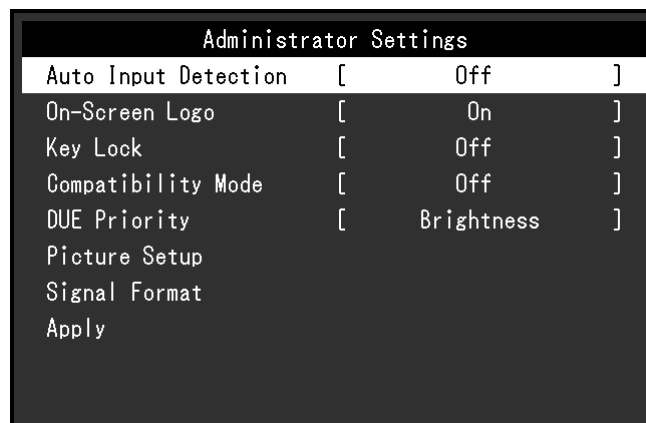 Administrator Settings
Auto Input Detection [ Off ]
On-Screen Logo [ On ]
Key Lock [ Off ]
Compatibility Mode [ Off ]
DUE Priority [ Brightness ]
Picture Setup
Signal Format
Apply